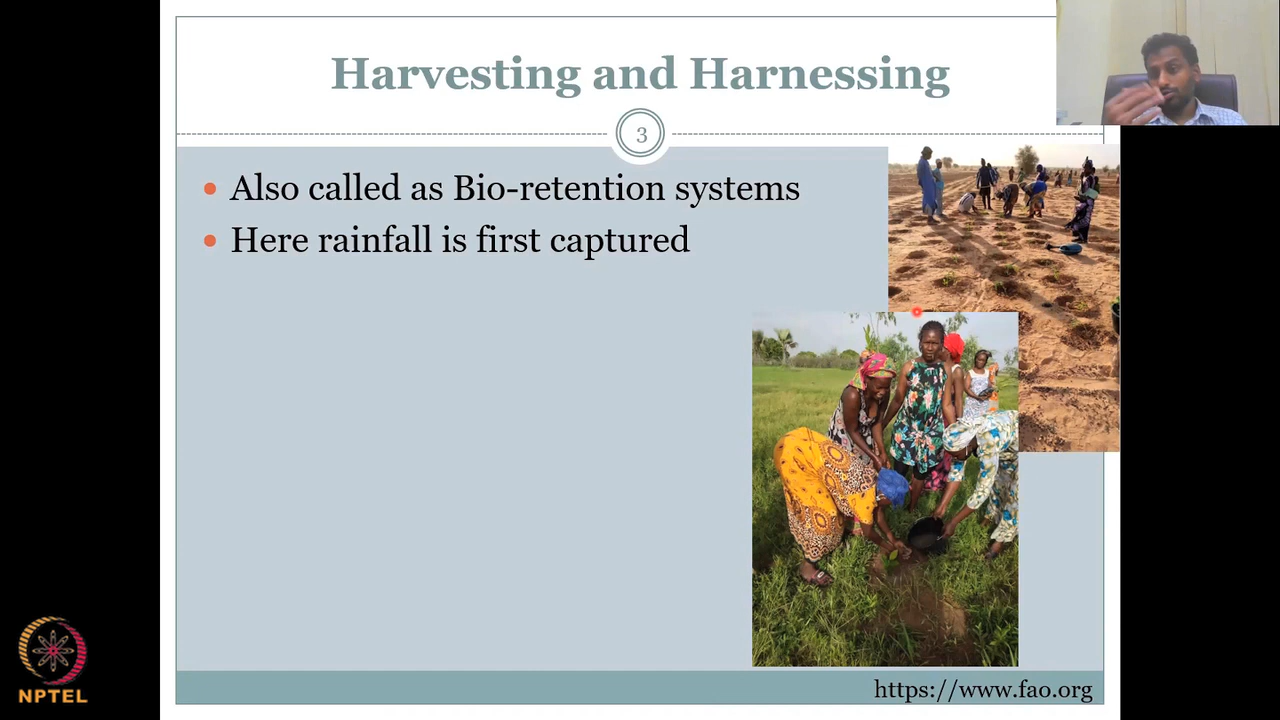 Harvesting and Harnessing
3
Also called as Bio-retention systems
Here rainfall is first captured
https://www.fao.org
NPTEL